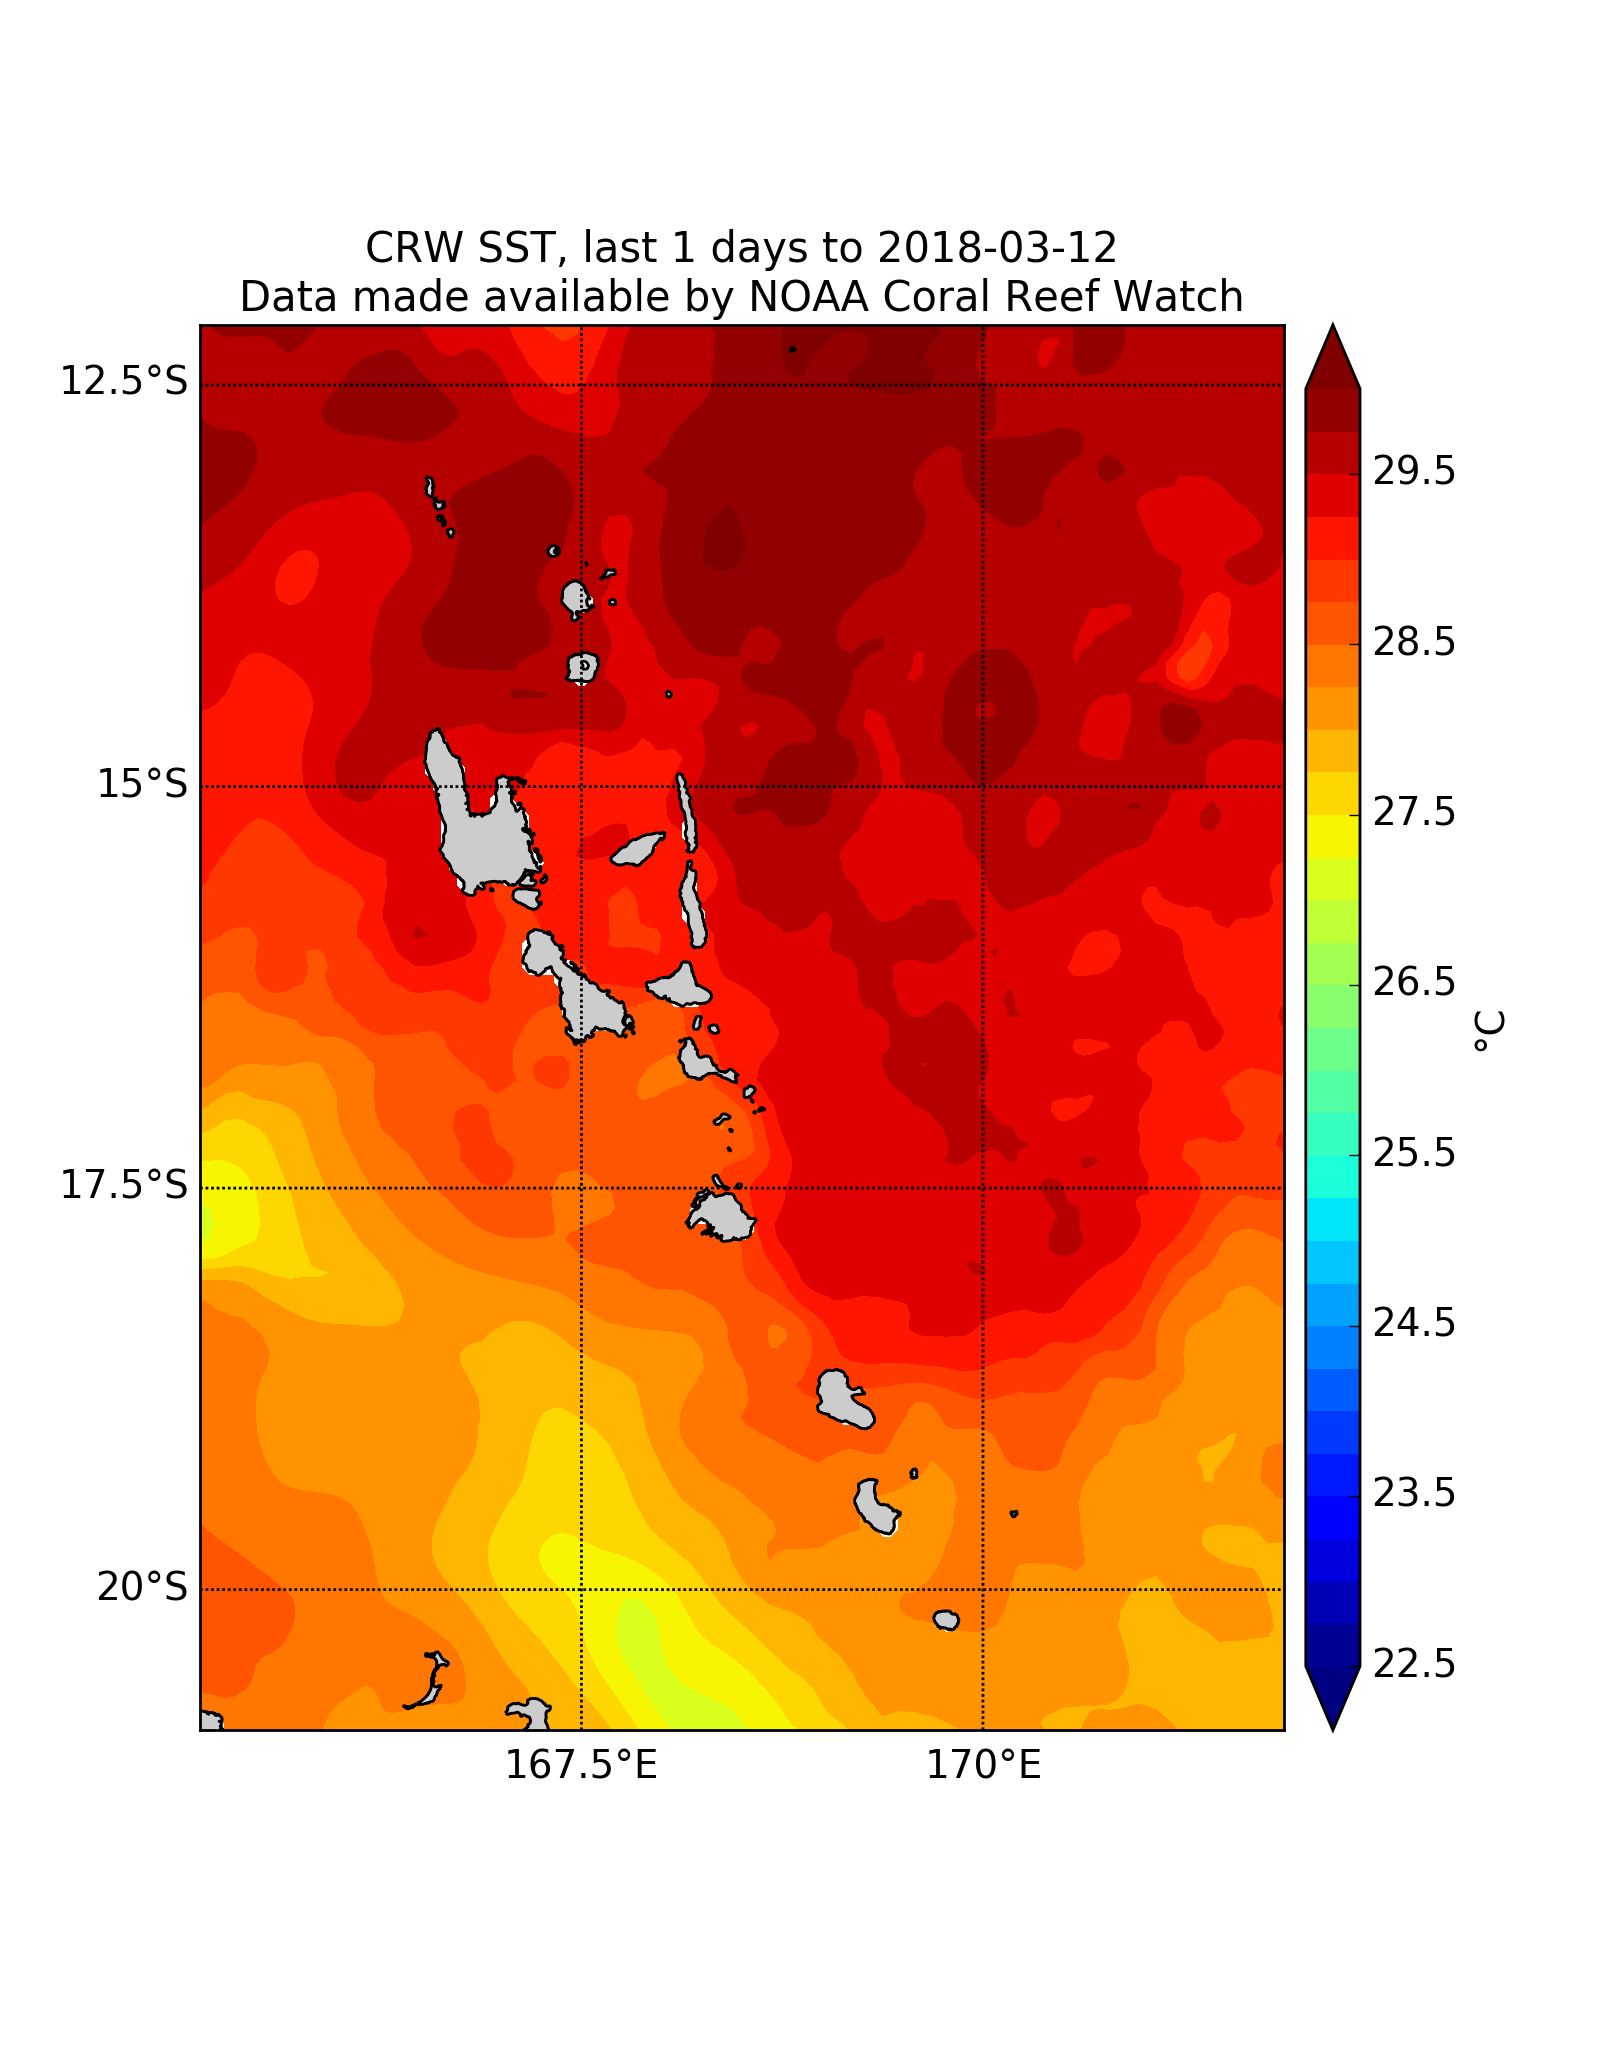 CRW SST, last 1 days to 2018-03-12
Data made available by NOAA Coral Reef Watch
12.5°S
15°S
17.5°S
20°S
167.5°E
170°E
29.5
28.5
27.5
26.5
25.5
24.5
23.5
22.5
°C